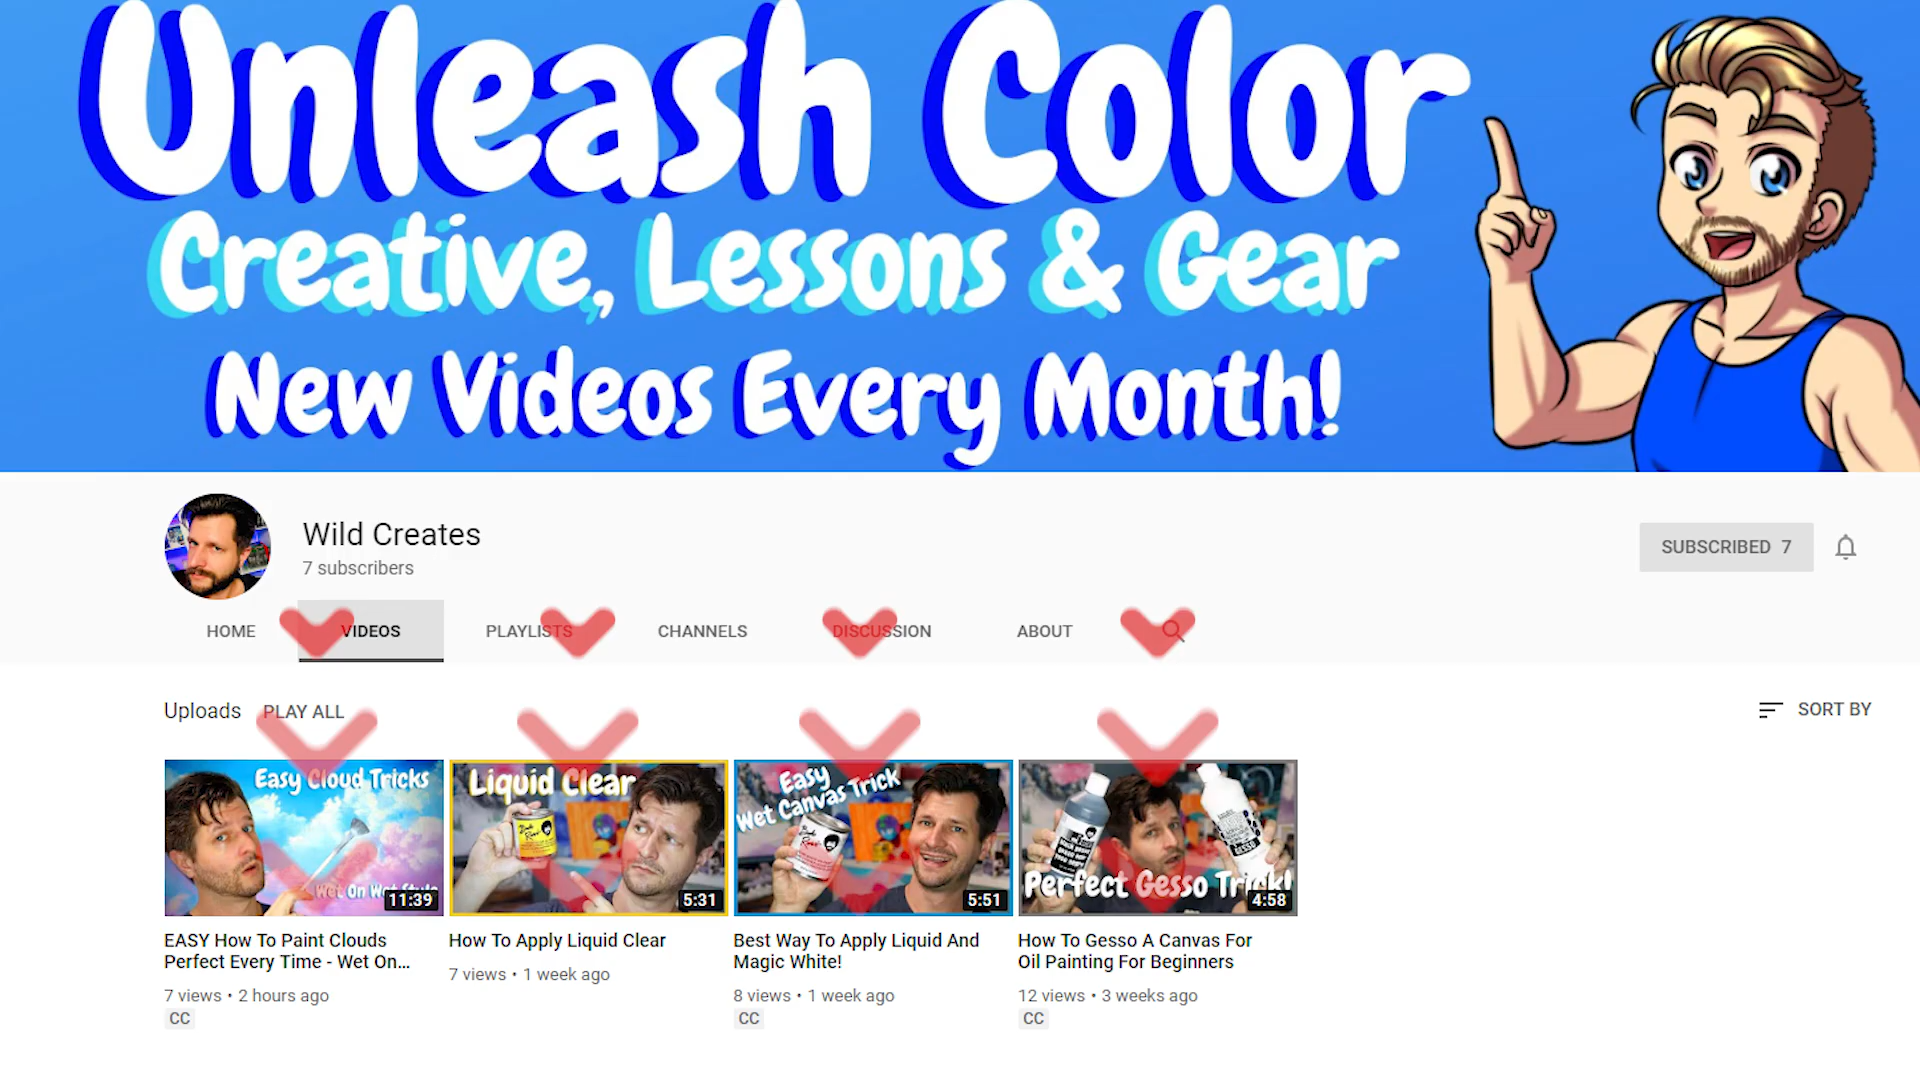 Unleash Color
Creative, Lessons & Gear
New Videos Every Month!
Wild Creates
7 subscribers
SUBSCRIBED 7
HOME VIDEOS PLAYLISTS CHANNELS DISCUSSION ABOUT
Uploads PLAY ALL
SORT BY
Easy Cloud Tricks
Wet On Wet Style
11:39
Liquid Clear
5:31
Easy
Wet Canvas Trick
5:51
Perfect Gesso Trick!
4:58
EASY How To Paint Clouds
Perfect Every Time - Wet On...
7 views • 2 hours ago
CC
How To Apply Liquid Clear
7 views • 1 week ago
Best Way To Apply Liquid And
Magic White!
8 views • 1 week ago
CC
How To Gesso A Canvas For
Oil Painting For Beginners
12 views • 3 weeks ago
CC